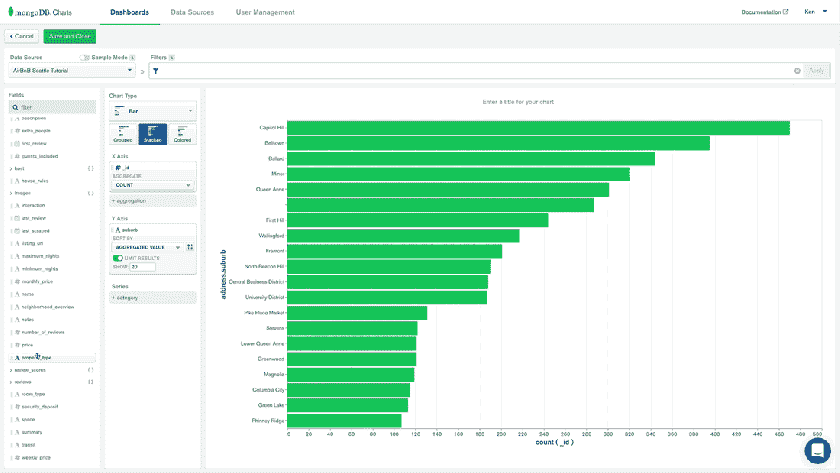 mongoDB. Charts
Dashboards
Data Sources
User Management
Documentation
Ken
Cancel
Save and Close
Data Source
Sample Mode
Filters
AirBnB Seattle Tutorial
Apply
FIELDS
filter
description
extra_people
first_review
guests_included
host
house_rules
images
interaction
last_review
last_scraped
listing_url
maximum_nights
minimum_nights
monthly_price
name
neighborhood_overview
notes
number_of_reviews
price
property_type
review_scores
reviews
room_type
security_deposit
space
summary
transit
weekly_price
Chart Type
Bar
Grouped
Stacked
Colored
X Axis
# _id
AGGREGATE
COUNT
+ aggregation
Y Axis
A suburb
SORT BY
AGGREGATED VALUE
LIMIT RESULTS
SHOW: 20
Series
+ category
Enter a title for your chart
address.suburb
Capitol Hill
Belltown
Ballard
Minor
Queen Anne
First Hill
Wallingford
Fremont
North Beacon Hill
Central Business District
University District
Pike Place Market
Lower Queen Anne
Greenwood
Magnolia
Columbia City
Green Lake
Phinney Ridge
0 20 40 60 80 100 120 140 160 180 200 220 240 260 280 300 320 340 360 380 400 420 440 460 480 500
count ( _id )